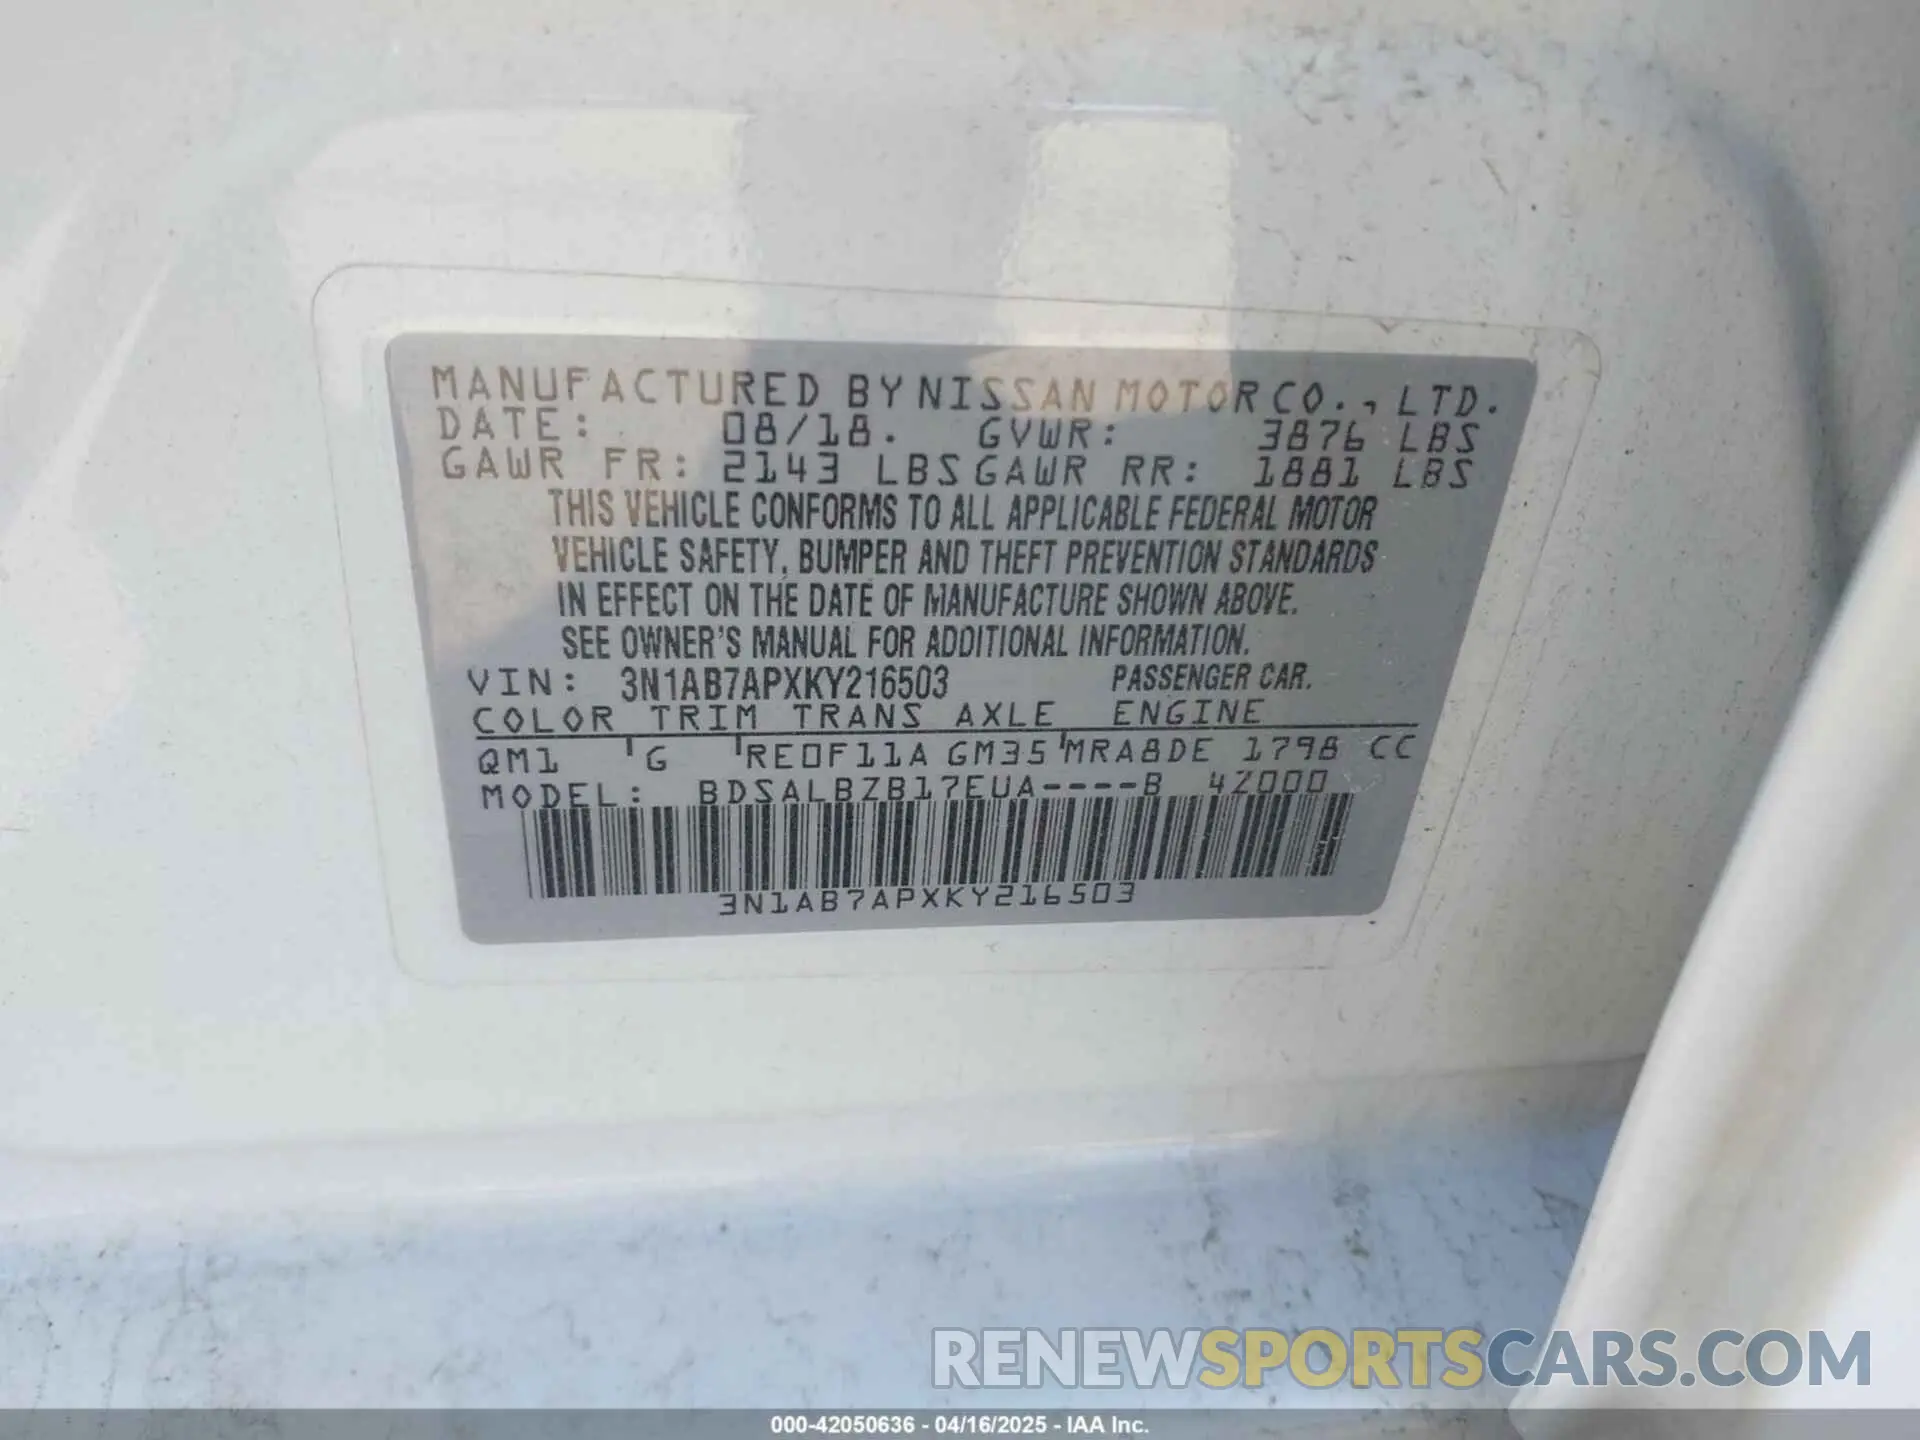 MANUFACTURED BY NISSAN MOTOR CO., LTD.
DATE: 08/18. GVWR: 3876 LBS
GAWR FR: 2143 LBS GAWR RR: 1881 LBS
THIS VEHICLE CONFORMS TO ALL APPLICABLE FEDERAL MOTOR
VEHICLE SAFETY, BUMPER AND THEFT PREVENTION STANDARDS
IN EFFECT ON THE DATE OF MANUFACTURE SHOWN ABOVE.
SEE OWNER'S MANUAL FOR ADDITIONAL INFORMATION.
VIN: 3N1AB7APXKY216503 PASSENGER CAR.
COLOR TRIM TRANS AXLE ENGINE
QM1 G RE0F11A GM35 MRA8DE 1798 CC
MODEL: BDSALBZB17EUA----B 4Z000
3N1AB7APXKY216503
RENEWSPORTSCARS.COM
000-42050636 - 04/16/2025 - IAA Inc.